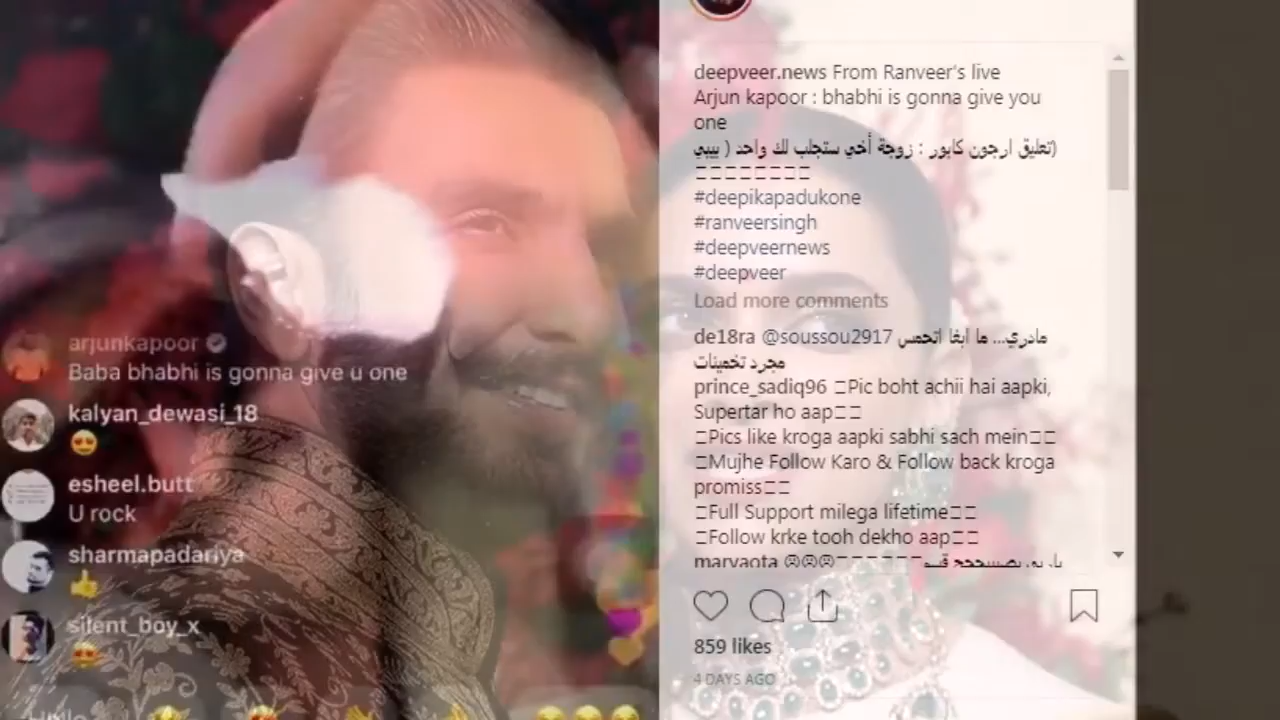 arjunkapoor
Baba bhabhi is gonna give u one
kalyan_dewasi_18
esheel.butt
U rock
sharmapadariya
silent_boy_x
deepveer.news From Ranveer's live
Arjun kapoor : bhabhi is gonna give you
one
(تعليق ارجون كابور : زوجة أخي ستجلب لك واحد ( بيبي
#deepikapadukone
#ranveersingh
#deepveernews
#deepveer
Load more comments
de18ra @soussou2917 مادري... ما ابغا اتحمس
مجرد تخمينات
prince_sadiq96 Pic boht achii hai aapki,
Supertar ho aap
Pics like kroga aapki sabhi sach mein
Mujhe Follow Karo & Follow back kroga
promiss
Full Support milega lifetime
Follow krke tooh dekho aap
maryaota
859 likes
4 DAYS AGO